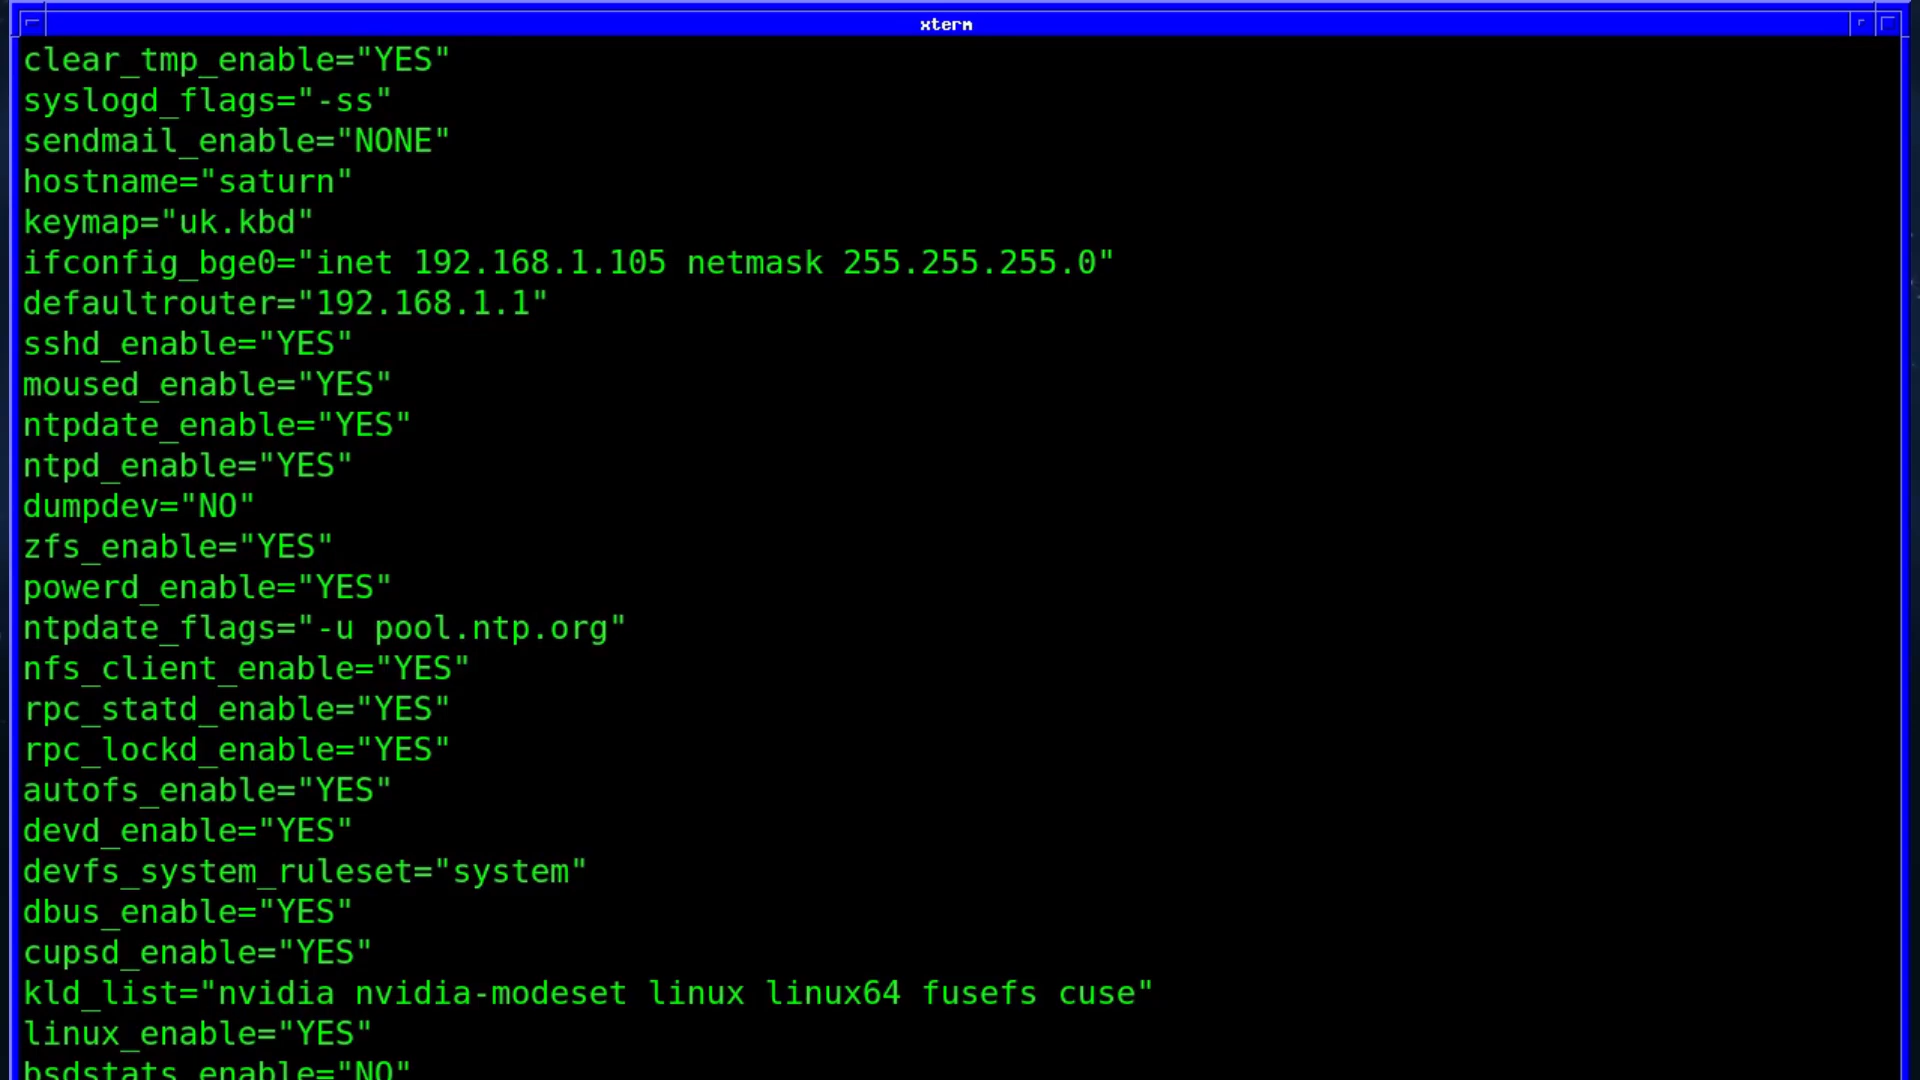 xterm
clear_tmp_enable="YES"
syslogd_flags="-ss"
sendmail_enable="NONE"
hostname="saturn"
keymap="uk.kbd"
ifconfig_bge0="inet 192.168.1.105 netmask 255.255.255.0"
defaultrouter="192.168.1.1"
sshd_enable="YES"
moused_enable="YES"
ntpdate_enable="YES"
ntpd_enable="YES"
dumpdev="NO"
zfs_enable="YES"
powerd_enable="YES"
ntpdate_flags="-u pool.ntp.org"
nfs_client_enable="YES"
rpc_statd_enable="YES"
rpc_lockd_enable="YES"
autofs_enable="YES"
devd_enable="YES"
devfs_system_ruleset="system"
dbus_enable="YES"
cupsd_enable="YES"
kld_list="nvidia nvidia-modeset linux linux64 fusefs cuse"
linux_enable="YES"
bsdstats_enable="NO"